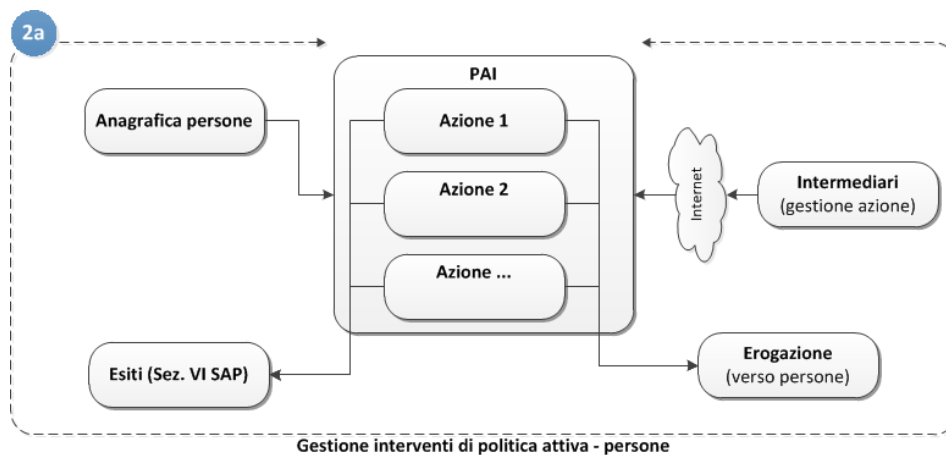 2a
PAI
Anagrafica persone
Azione 1
Azione 2
Azione ...
Internet
Intermediari
(gestione azione)
Esiti (Sez. VI SAP)
Erogazione
(verso persone)
Gestione interventi di politica attiva - persone